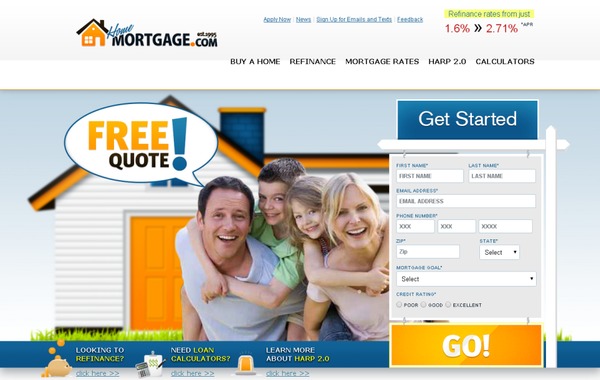 Apply Now | News | Sign Up for Emails and Texts | Feedback
Refinance rates from just
1.6% » 2.71% *APR
Home
est.1995
MORTGAGE.COM
BUY A HOME REFINANCE MORTGAGE RATES HARP 2.0 CALCULATORS
FREE
QUOTE!
Get Started
FIRST NAME* LAST NAME*
FIRST NAME LAST NAME
EMAIL ADDRESS*
EMAIL ADDRESS
PHONE NUMBER*
XXX XXX XXXX
ZIP* STATE*
Zip Select
MORTGAGE GOAL*
Select
CREDIT RATING*
POOR GOOD EXCELLENT
GO!
LOOKING TO
REFINANCE?
click here >>
NEED LOAN
CALCULATORS?
click here >>
LEARN MORE
ABOUT HARP 2.0
click here >>